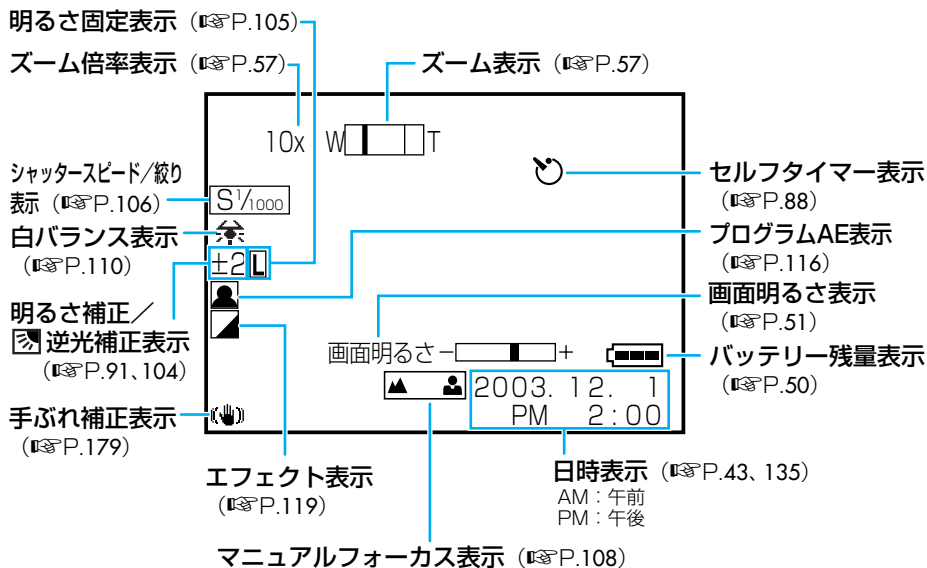 明るさ固定表示（☞P.105）
ズーム倍率表示（☞P.57）
ズーム表示（☞P.57）
10x W T
シャッタースピード／絞り
表示（☞P.106）
S1/1000
セルフタイマー表示
（☞P.88）
白バランス表示
（☞P.110）
±2 L
プログラムAE表示
（☞P.116）
明るさ補正／
逆光補正表示
（☞P.91、104）
画面明るさ表示
（☞P.51）
画面明るさ－ ＋
バッテリー残量表示
（☞P.50）
2003. 12. 1
PM 2:00
手ぶれ補正表示
（☞P.179）
エフェクト表示
（☞P.119）
日時表示（☞P.43、135）
AM：午前
PM：午後
マニュアルフォーカス表示（☞P.108）